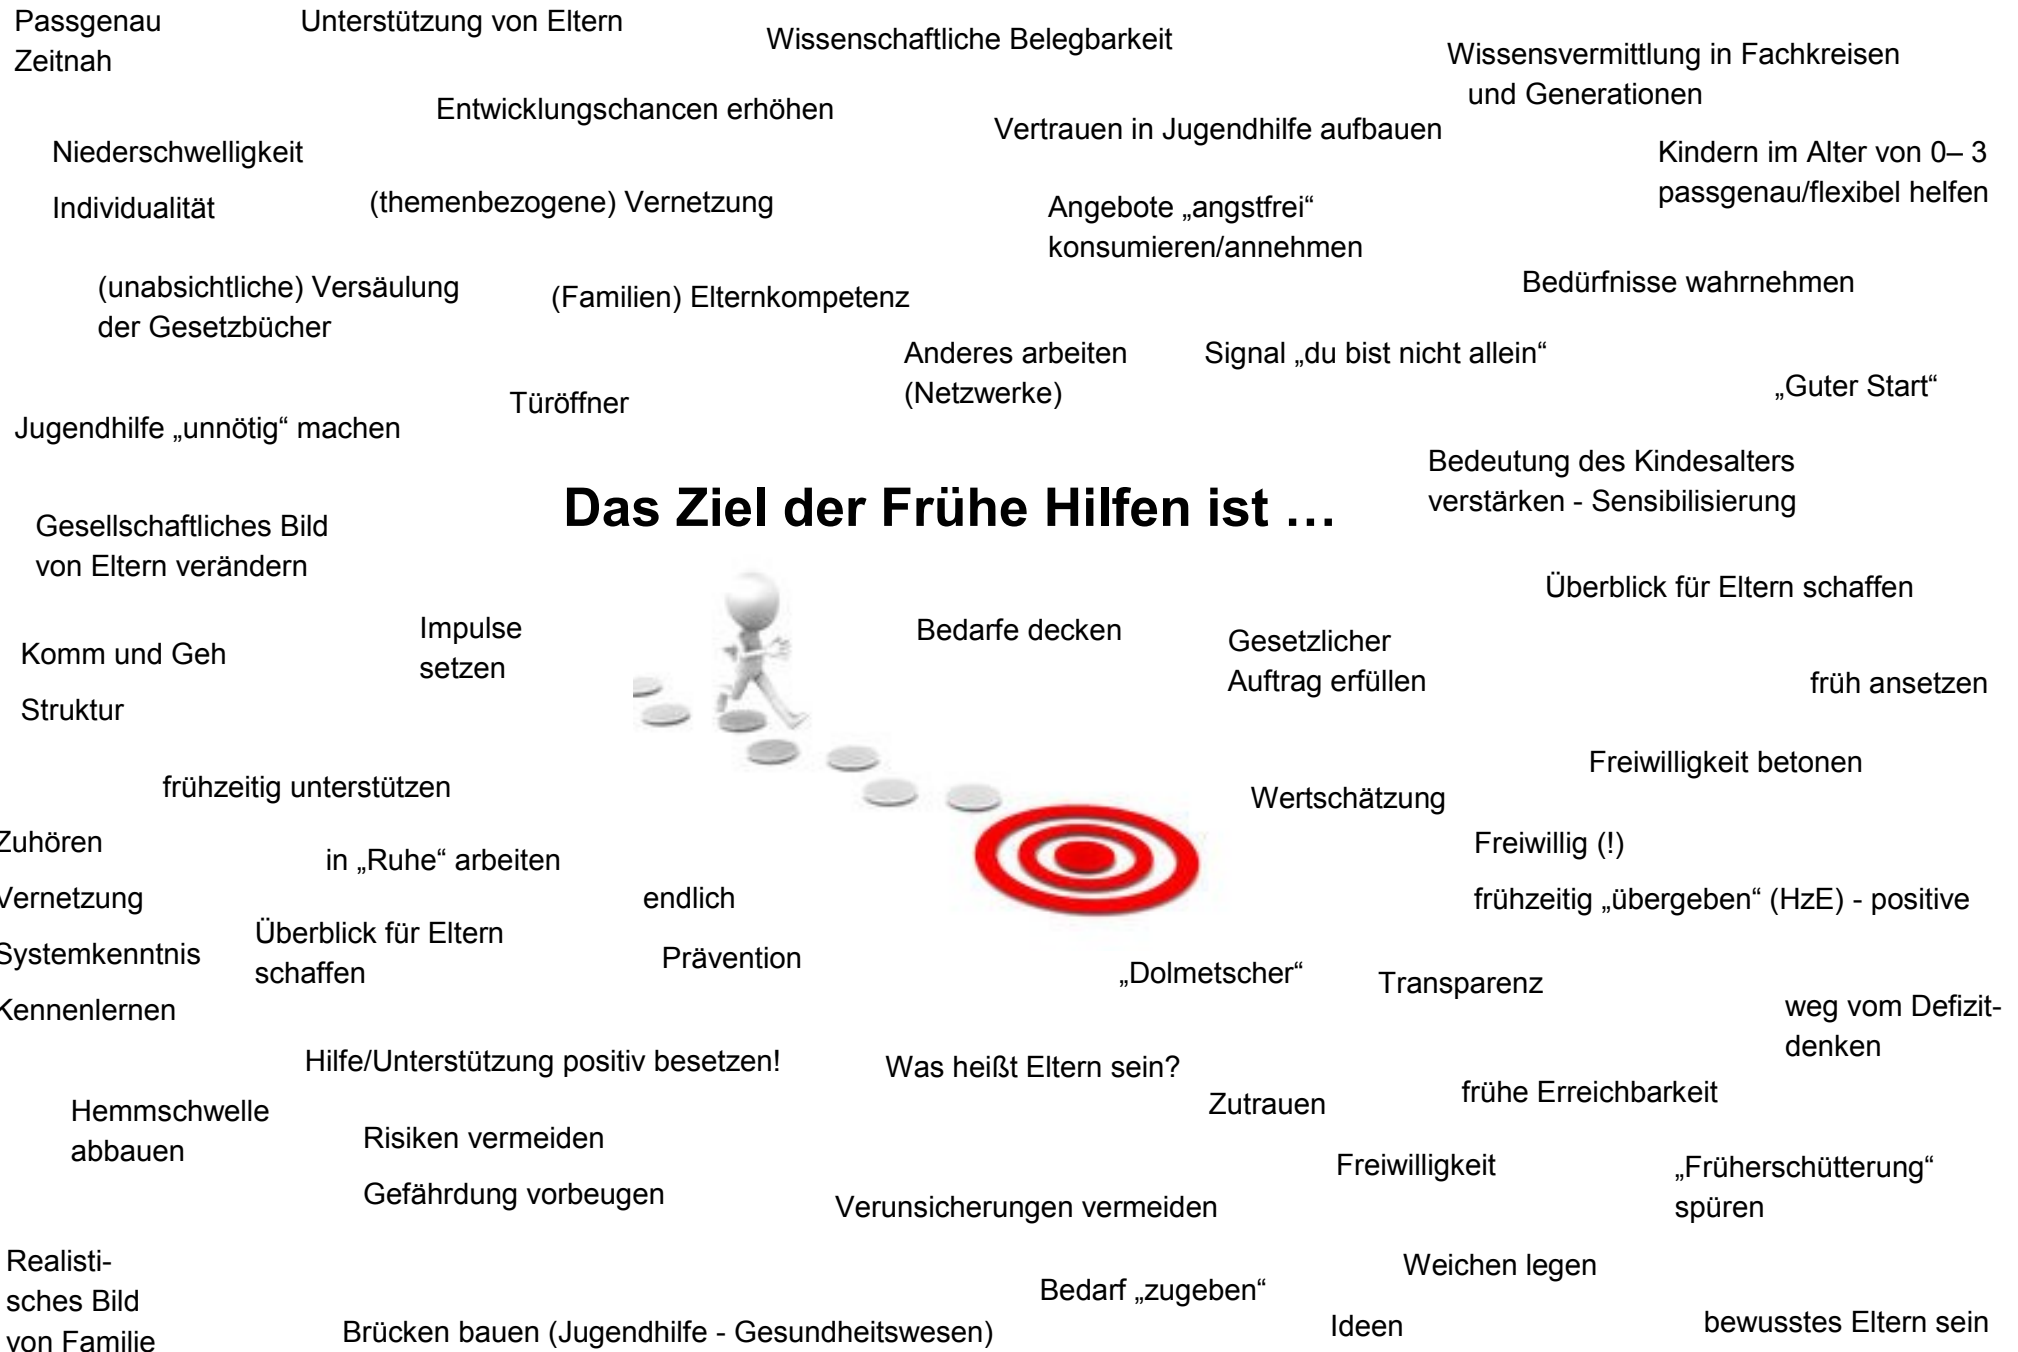 Passgenau
Zeitnah
Unterstützung von Eltern
Wissenschaftliche Belegbarkeit
Wissensvermittlung in Fachkreisen
und Generationen
Entwicklungschancen erhöhen
Vertrauen in Jugendhilfe aufbauen
Niederschwelligkeit
Individualität
(themenbezogene) Vernetzung
Angebote „angstfrei“
konsumieren/annehmen
Kindern im Alter von 0– 3
passgenau/flexibel helfen
(unabsichtliche) Versäulung
der Gesetzbücher
(Familien) Elternkompetenz
Bedürfnisse wahrnehmen
Anderes arbeiten
(Netzwerke)
Signal „du bist nicht allein“
„Guter Start“
Türöffner
Jugendhilfe „unnötig“ machen
Bedeutung des Kindesalters
verstärken - Sensibilisierung
Das Ziel der Frühe Hilfen ist …
Gesellschaftliches Bild
von Eltern verändern
Überblick für Eltern schaffen
Impulse
setzen
Bedarfe decken
Gesetzlicher
Auftrag erfüllen
Komm und Geh
Struktur
früh ansetzen
Freiwilligkeit betonen
frühzeitig unterstützen
Wertschätzung
Zuhören
Vernetzung
Systemkenntnis
Kennenlernen
in „Ruhe“ arbeiten
Freiwillig (!)
frühzeitig „übergeben“ (HzE) - positive
endlich
Überblick für Eltern
schaffen
Prävention
„Dolmetscher“
Transparenz
weg vom Defizit-
denken
Hilfe/Unterstützung positiv besetzen!
Was heißt Eltern sein?
Zutrauen
frühe Erreichbarkeit
Hemmschwelle
abbauen
Risiken vermeiden
Gefährdung vorbeugen
Freiwilligkeit
„Früherschütterung“
spüren
Verunsicherungen vermeiden
Realisti-
sches Bild
von Familie
Weichen legen
Bedarf „zugeben“
Brücken bauen (Jugendhilfe - Gesundheitswesen)
Ideen
bewusstes Eltern sein